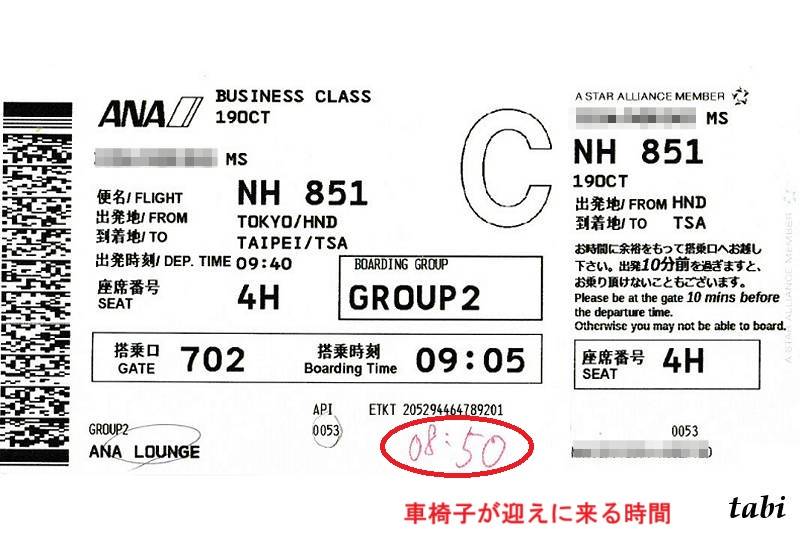 ANA
BUSINESS CLASS
19OCT
C
MS
便名/ FLIGHT NH 851
出発地/ FROM TOKYO/HND
到着地/ TO TAIPEI/TSA
出発時刻/ DEP. TIME 09:40
座席番号
SEAT 4H
BOARDING GROUP
GROUP2
搭乗口
GATE 702
搭乗時刻
Boarding Time 09:05
API ETKT 205294464789201
0053
GROUP2
ANA LOUNGE
08:50
車椅子が迎えに来る時間
A STAR ALLIANCE MEMBER
MS
NH 851
19OCT
出発地/ FROM HND
到着地/ TO TSA
お時間に余裕をもって搭乗口へお越し
下さい。出発10分前を過ぎますと、
お乗り頂けないこともございます。
Please be at the gate 10 mins before
the departure time.
Otherwise you may not be able to board.
座席番号
SEAT 4H
0053
A STAR ALLIANCE MEMBER
tabi